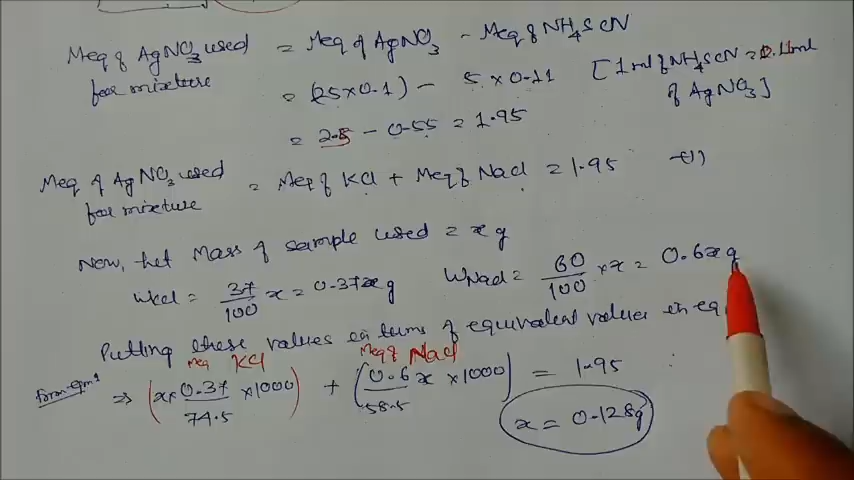 Meq of AgNO3 used = Meq of AgNO3 - Meq of NH4SCN
for mixture
= (25×0.1) - 5 × 0.11 [1ml of NH4SCN = 0.11ml
of AgNO3]
= 2.5 - 0.55 = 1.95
Meq of AgNO3 used = Meq of KCl + Meq of NaCl = 1.95 -(1)
for mixture
Now, let Mass of sample used = x g
WKCl = 37/100 x = 0.37x g WNaCl = 60/100 × x = 0.6x g
Putting these values in terms of equivalent values in eq
Meq KCl Meq of NaCl
from eqn 1 ⇒ (x × 0.37/74.5 × 1000) + (0.6x/58.5 × 1000) = 1.95
x = 0.128g